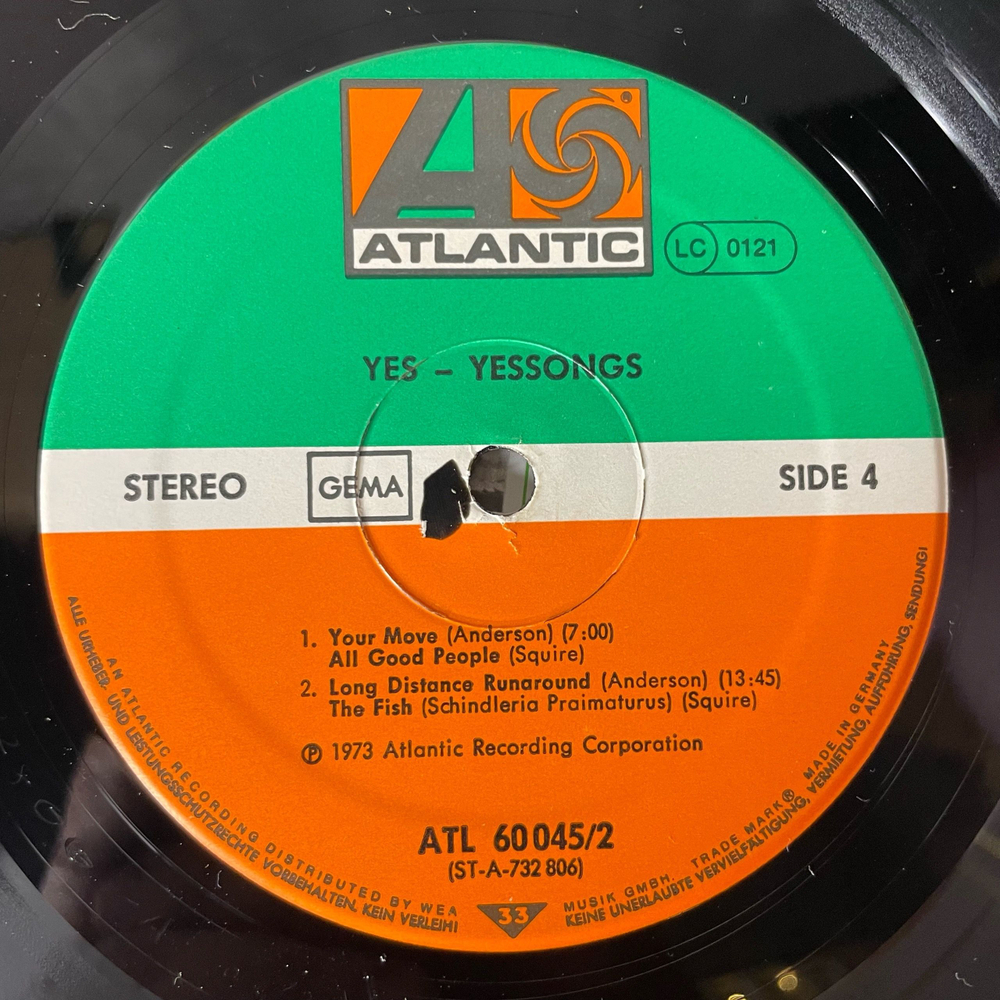 ®
ATLANTIC
LC 0121
YES – YESSONGS
STEREO
GEMA
SIDE 4
1. Your Move (Anderson) (7:00)
All Good People (Squire)
2. Long Distance Runaround (Anderson) (13:45)
The Fish (Schindleria Praimaturus) (Squire)
℗ 1973 Atlantic Recording Corporation
ATL 60 045/2
(ST-A-732 806)
33
AN ATLANTIC RECORDING DISTRIBUTED BY WEA MUSIK GMBH. TRADE MARK® MADE IN GERMANY
ALLE URHEBER- UND LEISTUNGSSCHUTZRECHTE VORBEHALTEN. KEIN VERLEIH! KEINE UNERLAUBTE VERVIELFÄLTIGUNG, VERMIETUNG, AUFFÜHRUNG, SENDUNG!